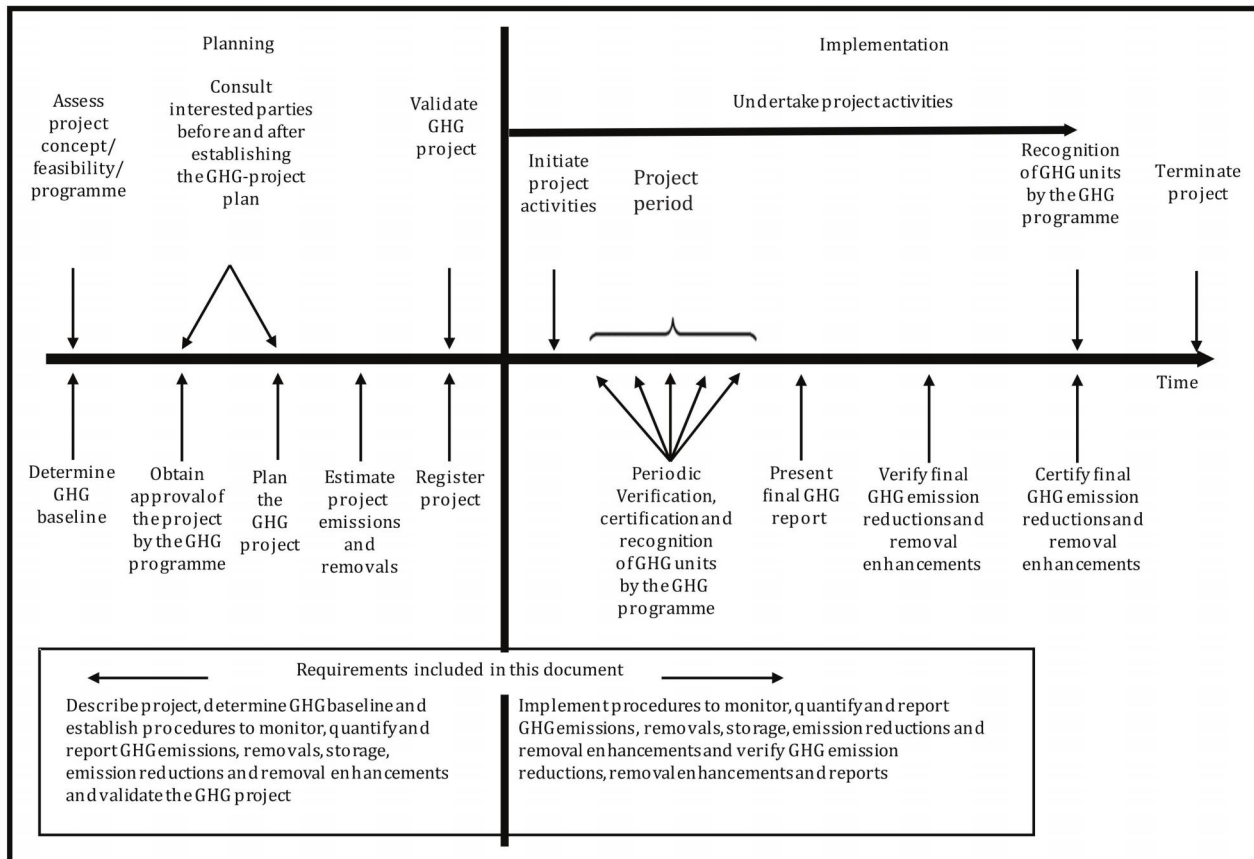 Planning
Implementation
Assess
project
concept/
feasibility/
programme
Consult
interested parties
before and after
establishing
the GHG-project
plan
Validate
GHG
project
Undertake project activities
Initiate
project
activities
Project
period
Recognition
of GHG units
by the GHG
programme
Terminate
project
Time
Determine
GHG
baseline
Obtain
approval of
the project
by the GHG
programme
Plan
the
GHG
project
Estimate
project
emissions
and
removals
Register
project
Periodic
Verification,
certification and
recognition
of GHG units
by the GHG
programme
Present
final GHG
report
Verify final
GHG emission
reductions and
removal
enhancements
Certify final
GHG emission
reductions and
removal
enhancements
Requirements included in this document
Describe project, determine GHG baseline and
establish procedures to monitor, quantify and
report GHG emissions, removals, storage,
emission reductions and removal enhancements
and validate the GHG project
Implement procedures to monitor, quantify and report
GHG emissions, removals, storage, emission reductions and
removal enhancements and verify GHG emission
reductions, removal enhancements and reports